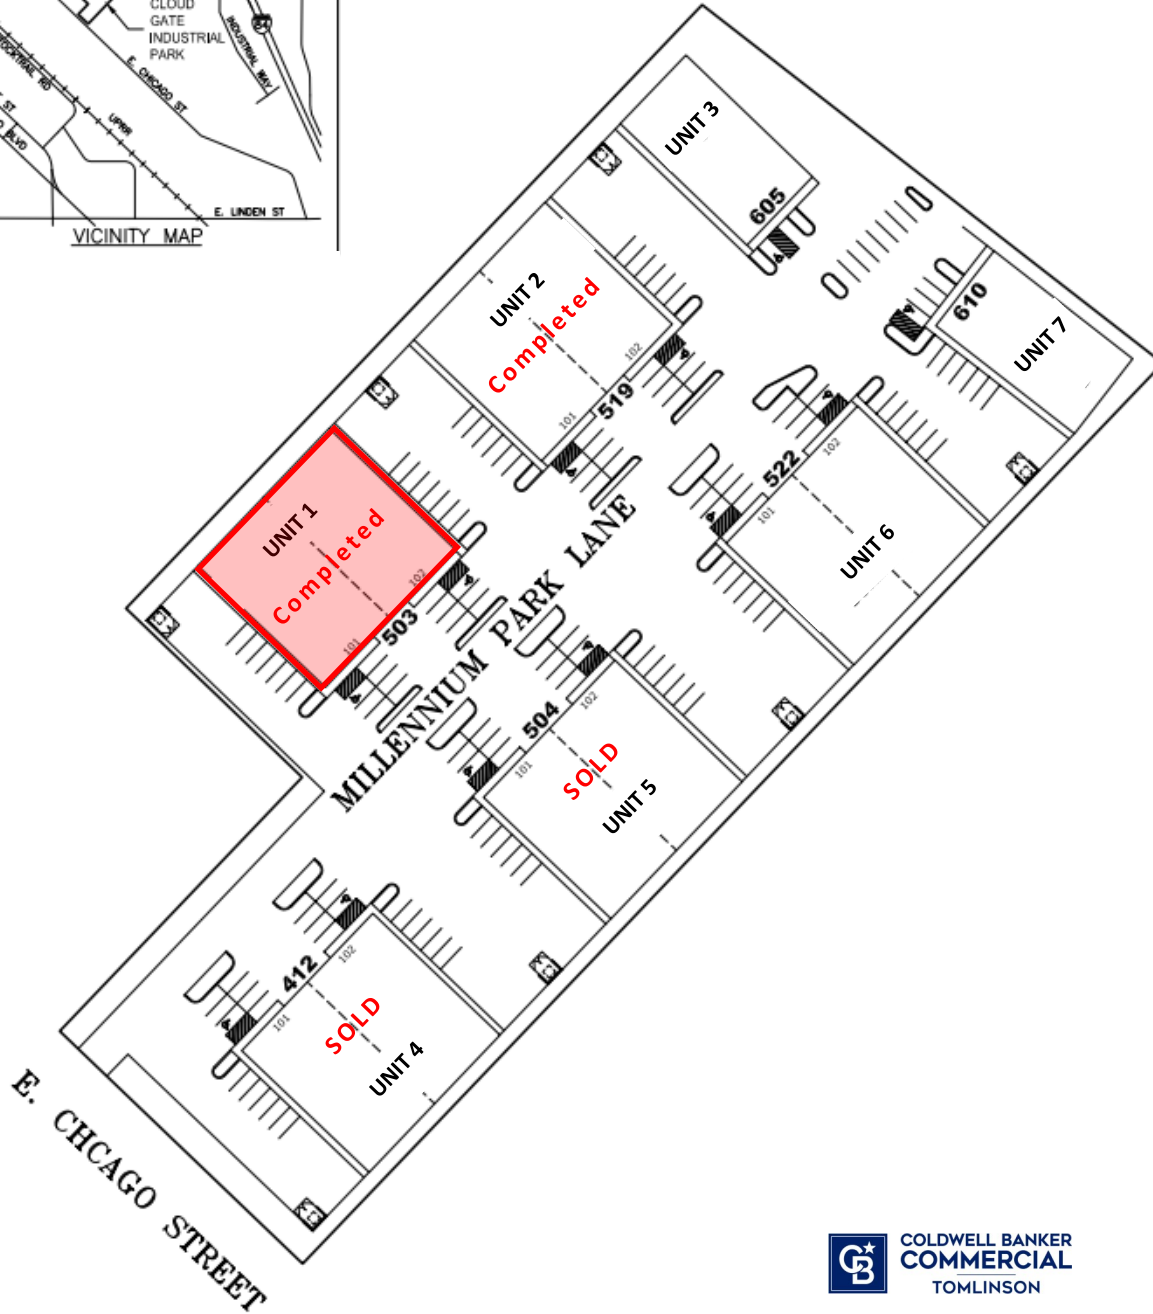 CLOUD
GATE
INDUSTRIAL
PARK
INDUSTRIAL WAY
E. CHICAGO ST
UPRR
BLVD
E. LINDEN ST
VICINITY MAP
UNIT 3
605
UNIT 2
Completed
102
101
519
610
UNIT 7
UNIT 1
Completed
102
101
503
522
102
101
UNIT 6
MILLENNIUM PARK LANE
504
102
101
SOLD
UNIT 5
412
102
101
SOLD
UNIT 4
E. CHCAGO STREET
CB
COLDWELL BANKER
COMMERCIAL
TOMLINSON